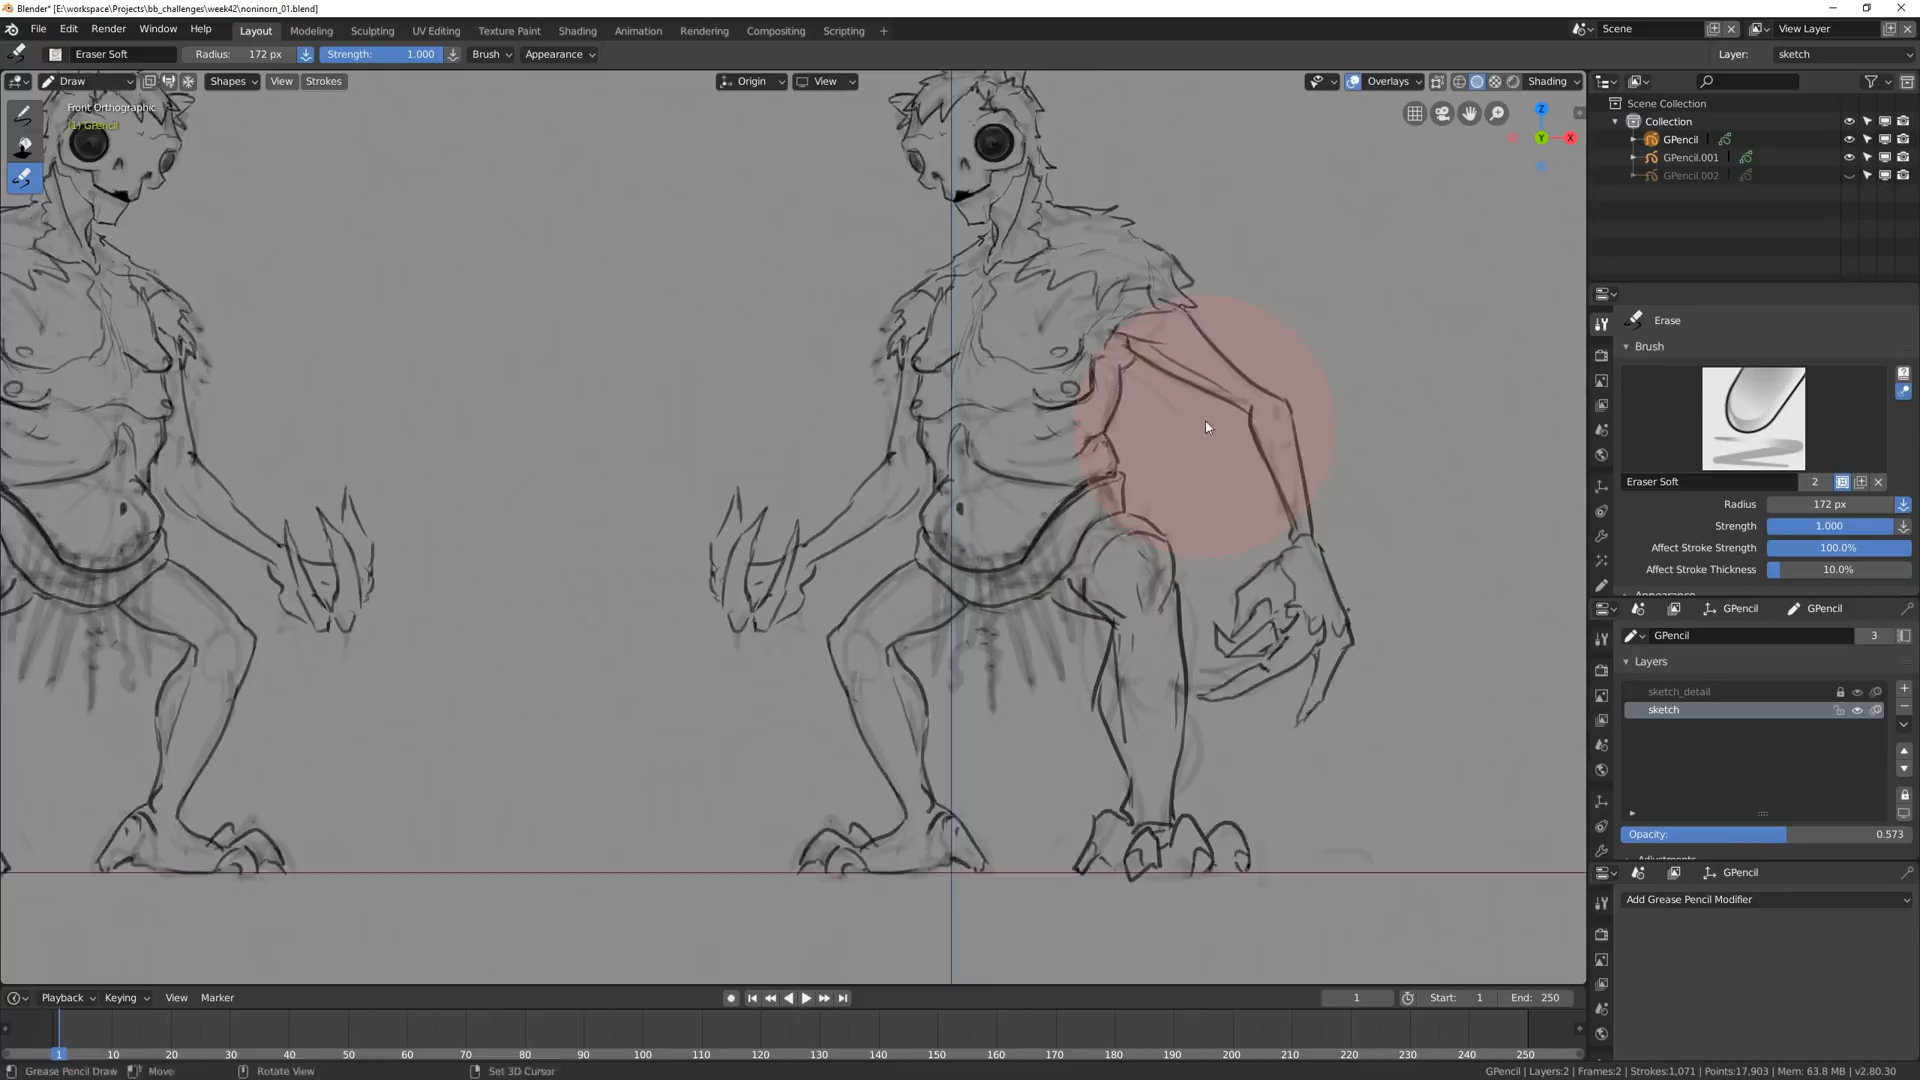 Blender* [E:\workspace\Projects\bb_challenges\week42\noninorn_01.blend]
File Edit Render Window Help Layout Modeling Sculpting UV Editing Texture Paint Shading Animation Rendering Compositing Scripting + Scene View Layer
Eraser Soft Radius: 172 px Strength: 1.000 Brush Appearance Layer: sketch
Draw Shapes View Strokes Origin View Overlays Shading
Front Orthographic
(1) GPencil
Z
Y
X
Scene Collection
Collection
GPencil
GPencil.001
GPencil.002
Erase
Brush
Eraser Soft 2
Radius 172 px
Strength 1.000
Affect Stroke Strength 100.0%
Affect Stroke Thickness 10.0%
Appearance
GPencil GPencil
GPencil 3
Layers
sketch_detail
sketch
Opacity: 0.573
Adjustments
GPencil
Add Grease Pencil Modifier
Playback Keying View Marker 1 Start: 1 End: 250
1 10 20 30 40 50 60 70 80 90 100 110 120 130 140 150 160 170 180 190 200 210 220 230 240 250
Grease Pencil Draw Move Rotate View Set 3D Cursor GPencil | Layers:2 | Frames:2 | Strokes:1,071 | Points:17,903 | Mem: 63.8 MB | v2.80.30